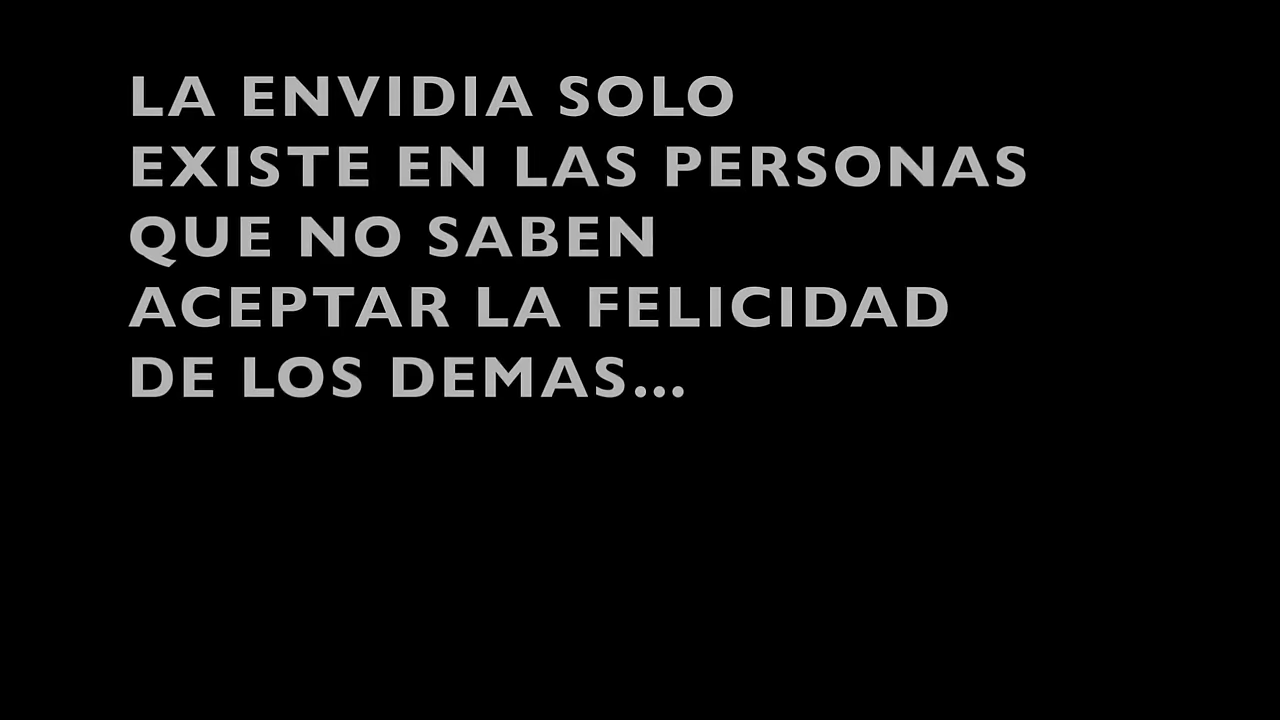 LA ENVIDIA SOLO
EXISTE EN LAS PERSONAS
QUE NO SABEN
ACEPTAR LA FELICIDAD
DE LOS DEMAS...